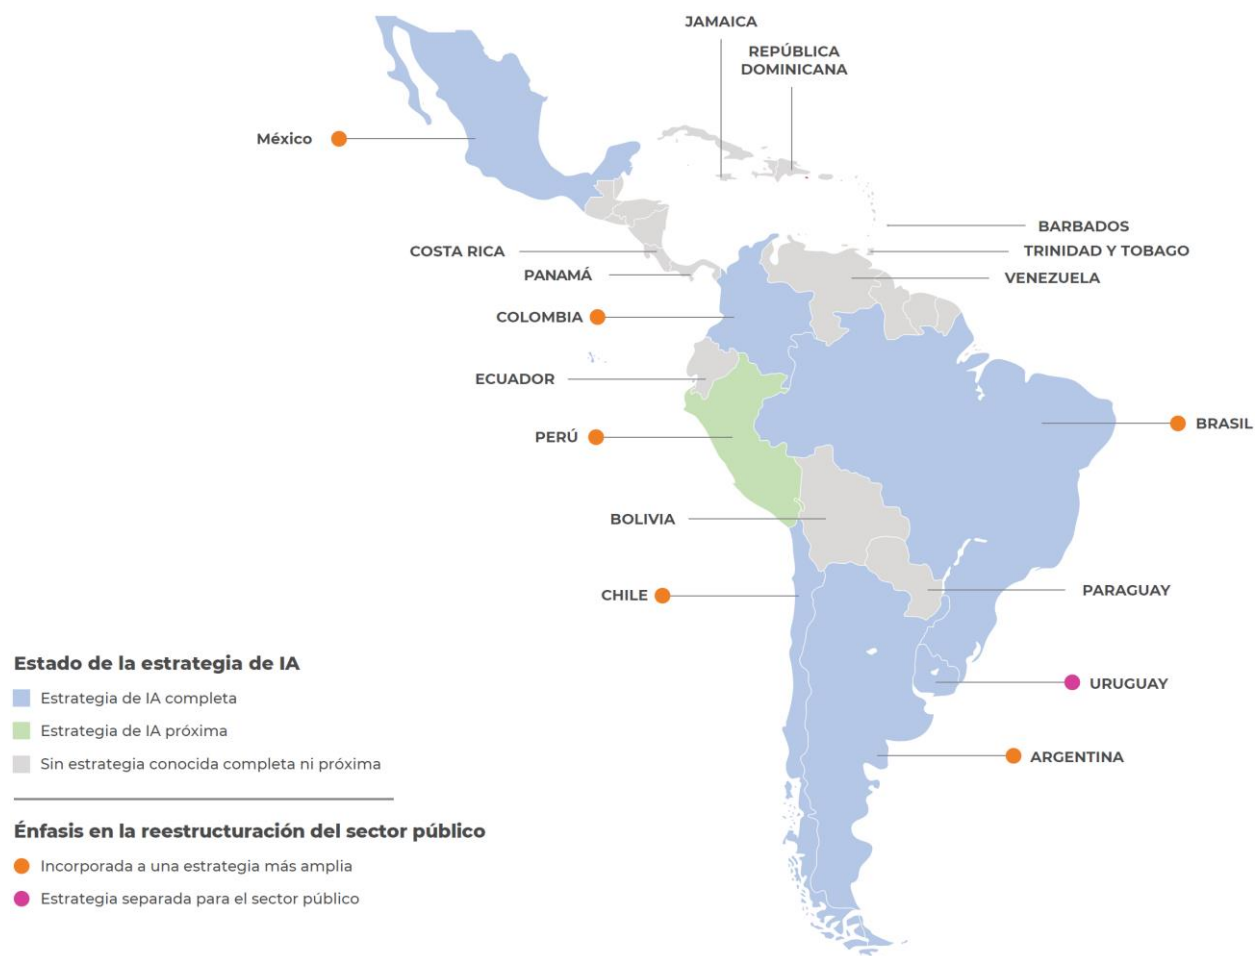 JAMAICA
REPÚBLICA
DOMINICANA
México
BARBADOS
COSTA RICA
TRINIDAD Y TOBAGO
PANAMÁ
VENEZUELA
COLOMBIA
ECUADOR
BRASIL
PERÚ
BOLIVIA
PARAGUAY
CHILE
URUGUAY
ARGENTINA
Estado de la estrategia de IA
Estrategia de IA completa
Estrategia de IA próxima
Sin estrategia conocida completa ni próxima
Énfasis en la reestructuración del sector público
Incorporada a una estrategia más amplia
Estrategia separada para el sector público